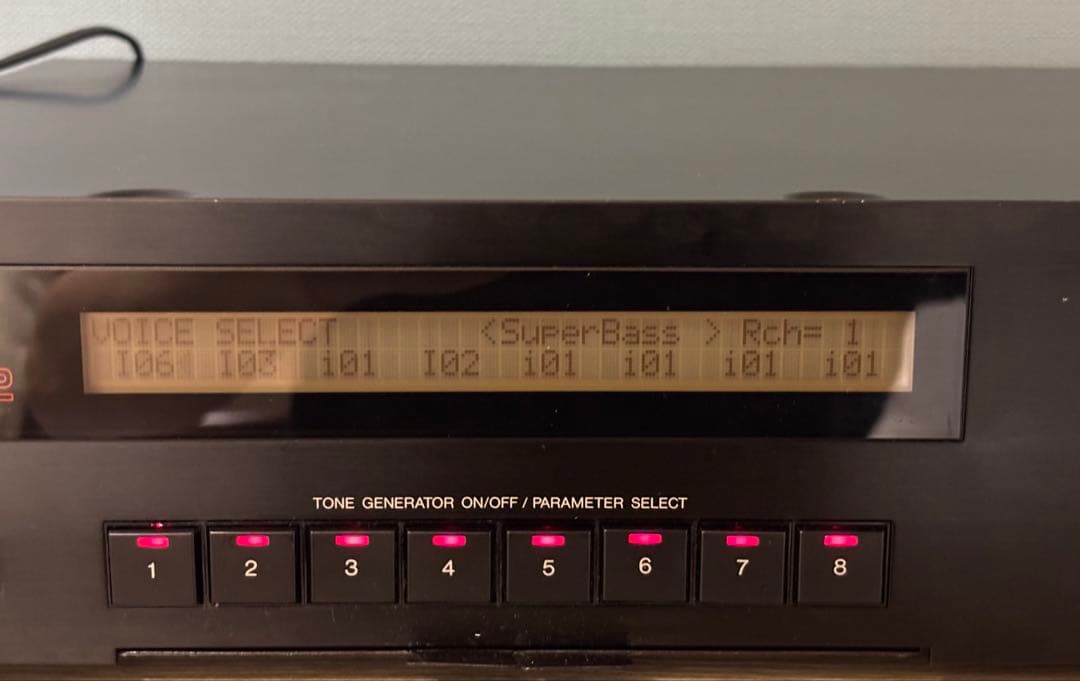 VOICE SELECT <SuperBass > Rch= 1
I06 I03 i01 I02 i01 i01 i01 i01
TONE GENERATOR ON/OFF / PARAMETER SELECT
1 2 3 4 5 6 7 8